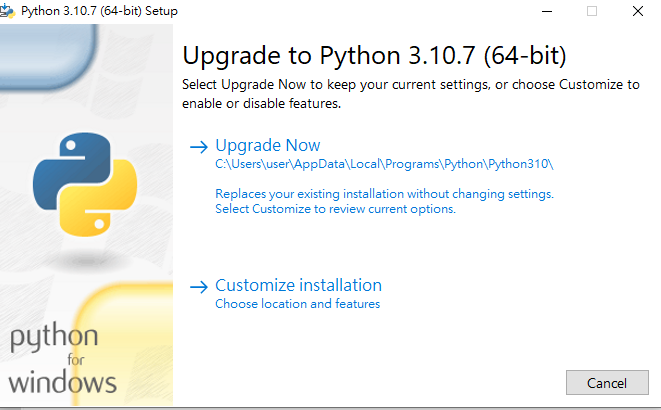 Python 3.10.7 (64-bit) Setup
Upgrade to Python 3.10.7 (64-bit)
Select Upgrade Now to keep your current settings, or choose Customize to
enable or disable features.
Upgrade Now
C:\Users\user\AppData\Local\Programs\Python\Python310\
Replaces your existing installation without changing settings.
Select Customize to review current options.
Customize installation
Choose location and features
python
for
windows
Cancel